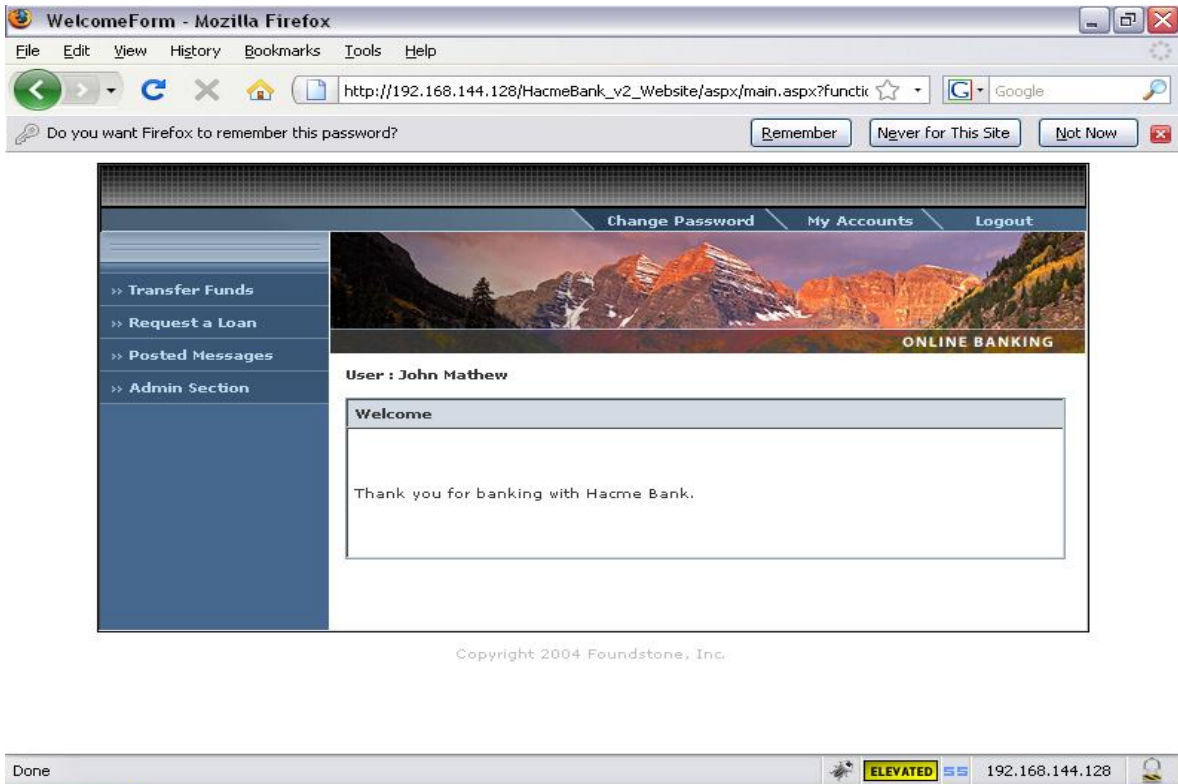 WelcomeForm - Mozilla Firefox
File Edit View History Bookmarks Tools Help
http://192.168.144.128/HacmeBank_v2_Website/aspx/main.aspx?functic
G Google
Do you want Firefox to remember this password? Remember Never for This Site Not Now
Change Password My Accounts Logout
›› Transfer Funds
›› Request a Loan
›› Posted Messages
›› Admin Section
ONLINE BANKING
User : John Mathew
Welcome
Thank you for banking with Hacme Bank.
Copyright 2004 Foundstone, Inc.
Done ELEVATED 55 192.168.144.128